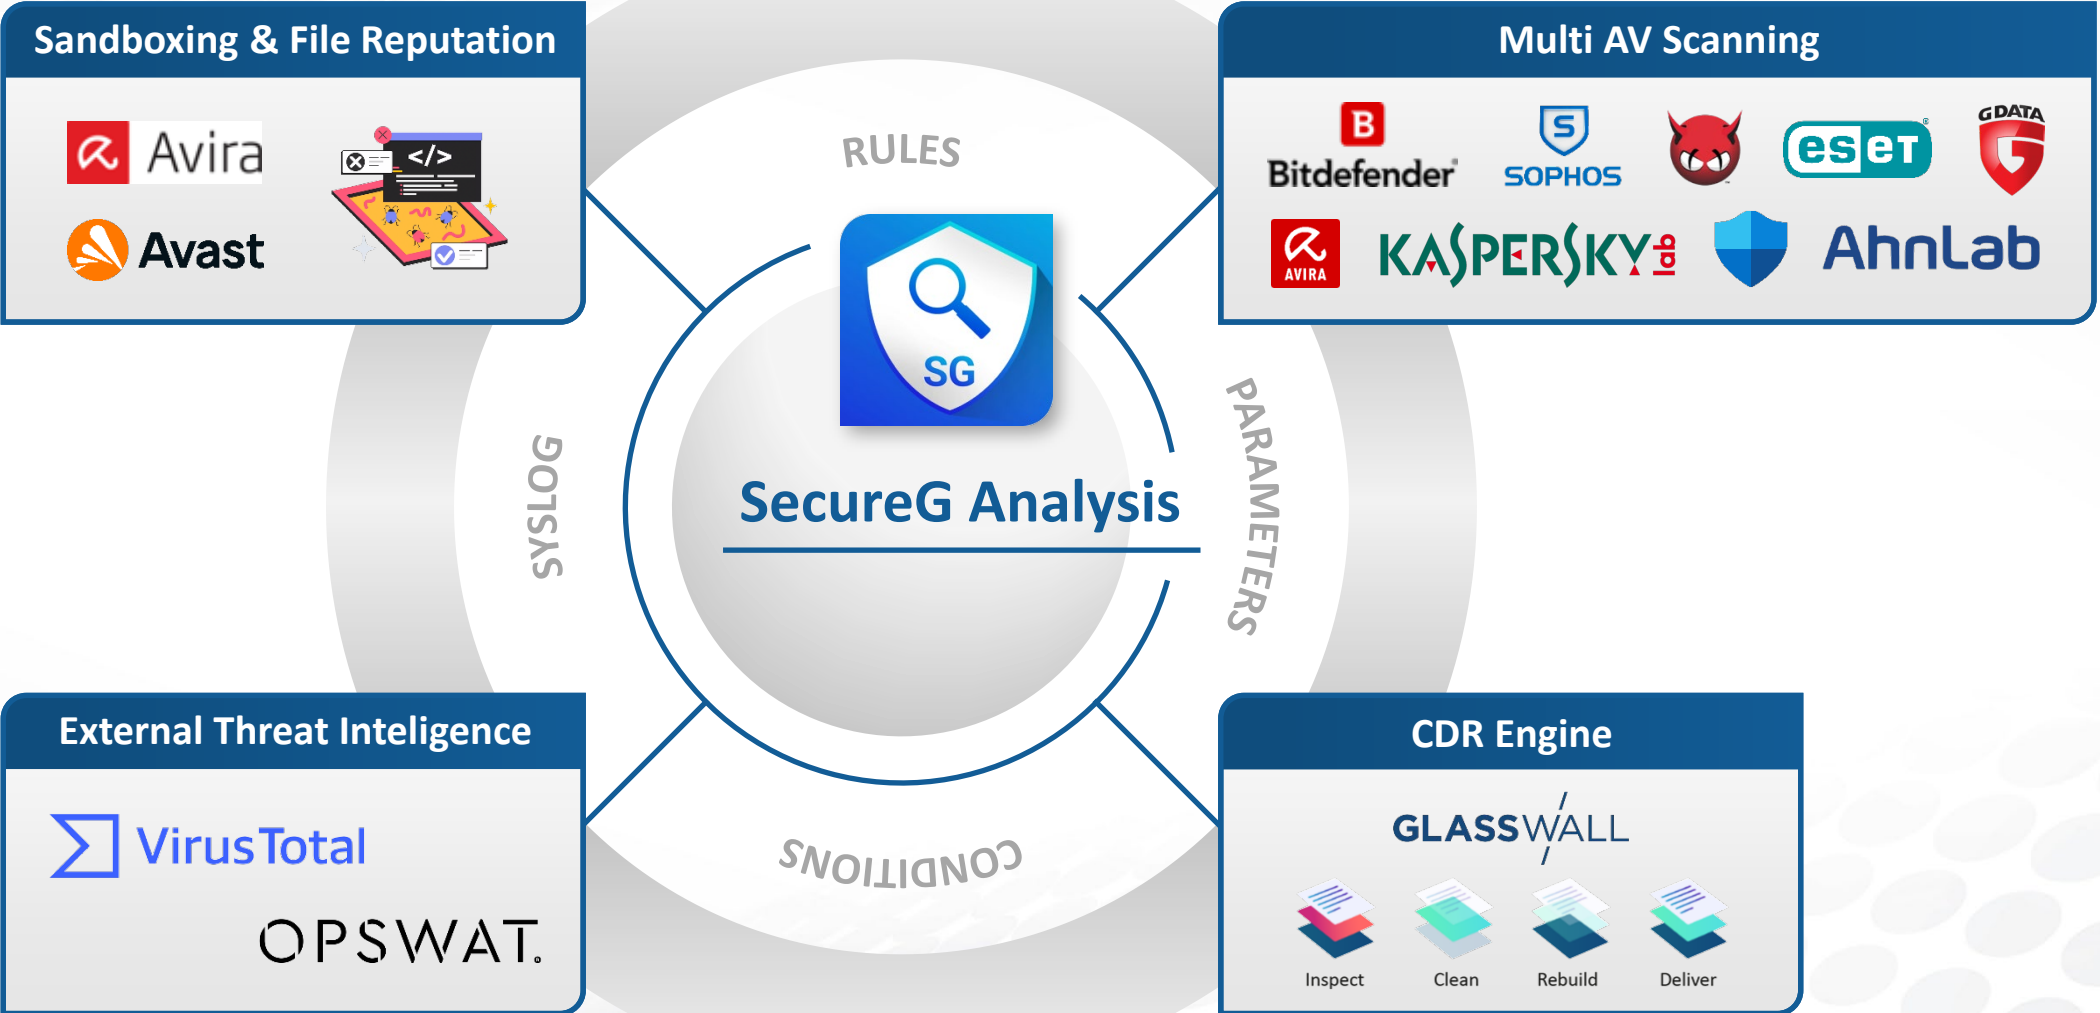 Sandboxing & File Reputation
Avira
</>
Avast
Multi AV Scanning
B
Bitdefender
S
SOPHOS
eset
®
G DATA
G
AVIRA
KASPERSKY lab
AhnLab
RULES
PARAMETERS
CONDITIONS
SYSLOG
SG
SecureG Analysis
External Threat Inteligence
VirusTotal
OPSWAT.
CDR Engine
GLASSWALL
Inspect
Clean
Rebuild
Deliver